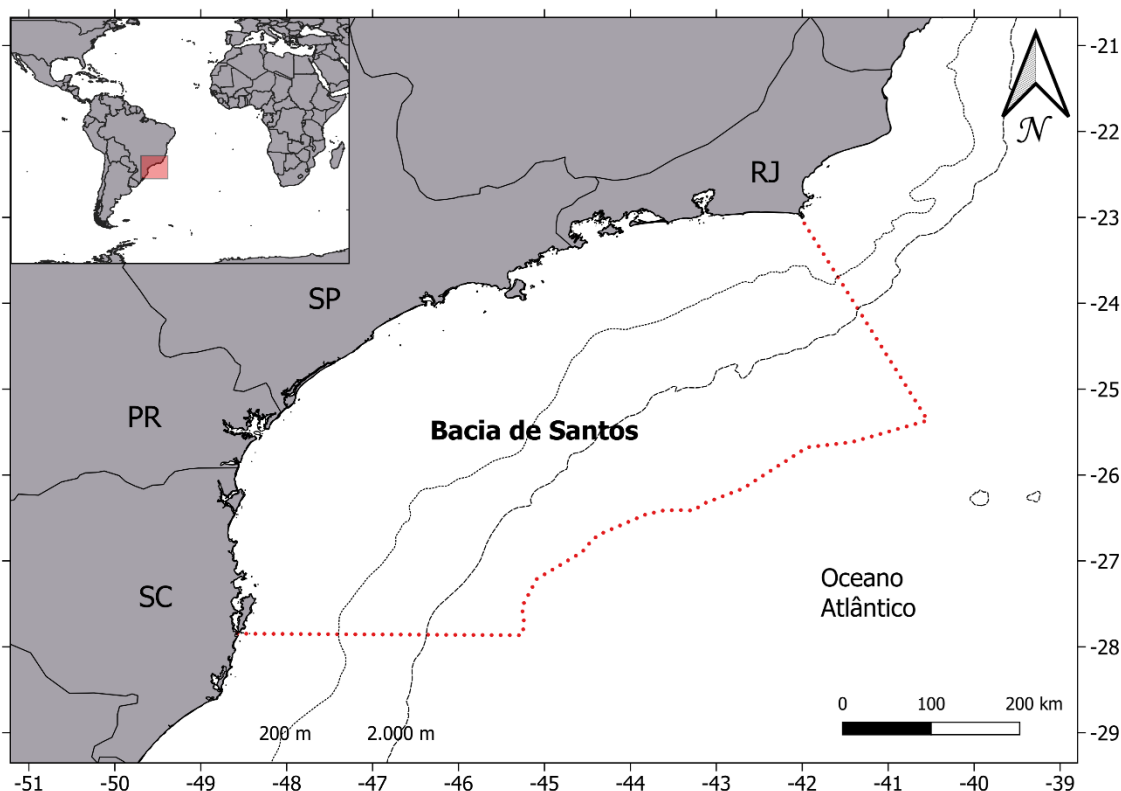 N
RJ
SP
PR
SC
Bacia de Santos
Oceano
Atlântico
200 m
2.000 m
0 100 200 km
-21
-22
-23
-24
-25
-26
-27
-28
-29
-51 -50 -49 -48 -47 -46 -45 -44 -43 -42 -41 -40 -39